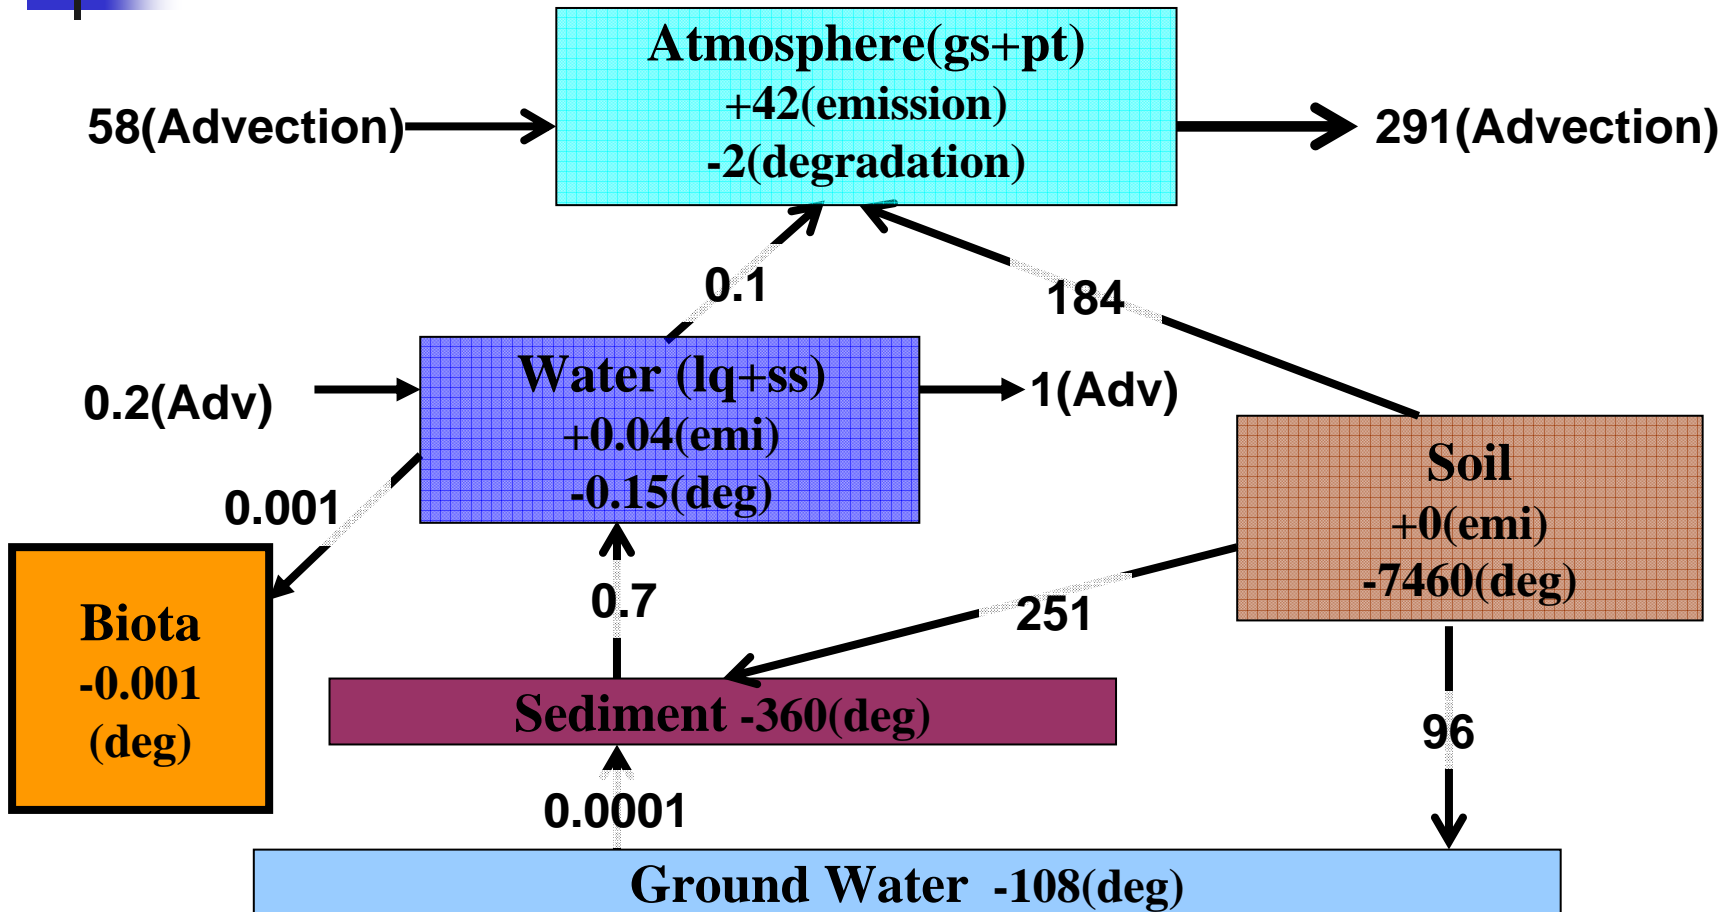 Atmosphere(gs+pt)
+42(emission)
-2(degradation)
58(Advection)
291(Advection)
0.1
184
Water (lq+ss)
+0.04(emi)
-0.15(deg)
0.2(Adv)
1(Adv)
Soil
+0(emi)
-7460(deg)
0.001
0.7
251
Biota
-0.001
(deg)
Sediment -360(deg)
96
0.0001
Ground Water -108(deg)